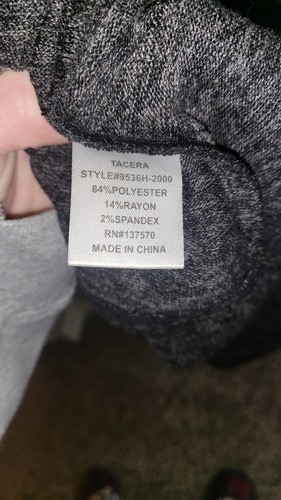 TACERA
STYLE#9536H-2000
84%POLYESTER
14%RAYON
2%SPANDEX
RN#137570
MADE IN CHINA